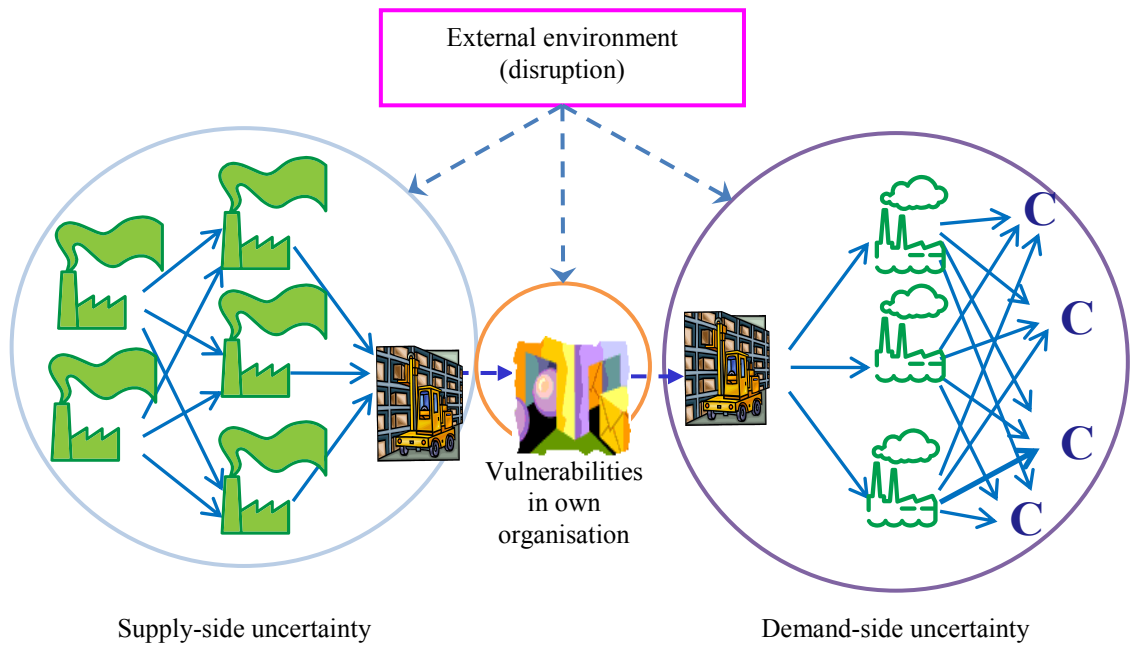 External environment
(disruption)
C
C
C
C
Vulnerabilities
in own
organisation
Supply-side uncertainty
Demand-side uncertainty